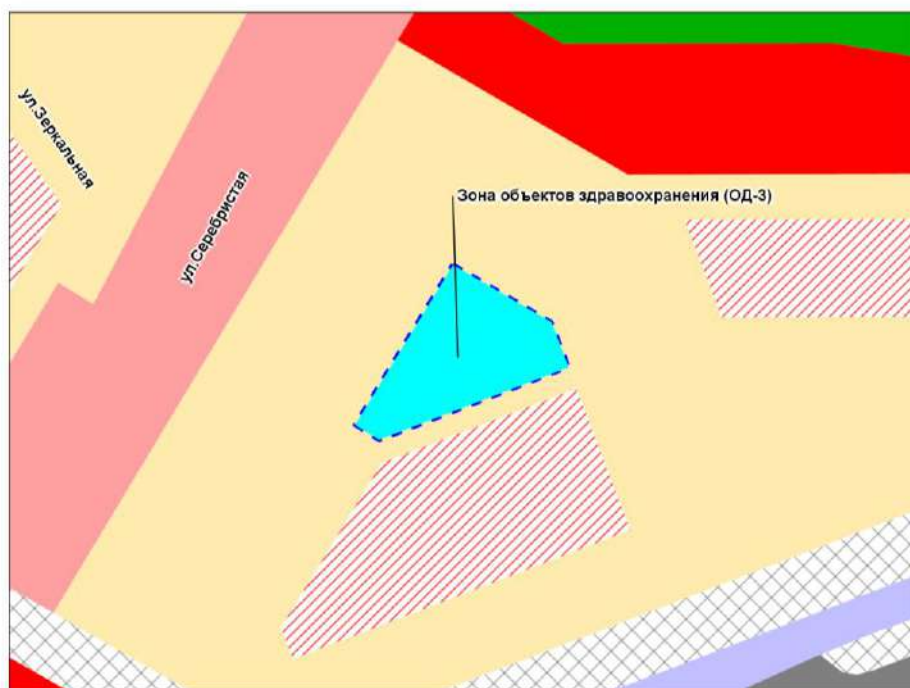 ул.Зеркальная
ул.Серебристая
Зона объектов здравоохранения (ОД-3)